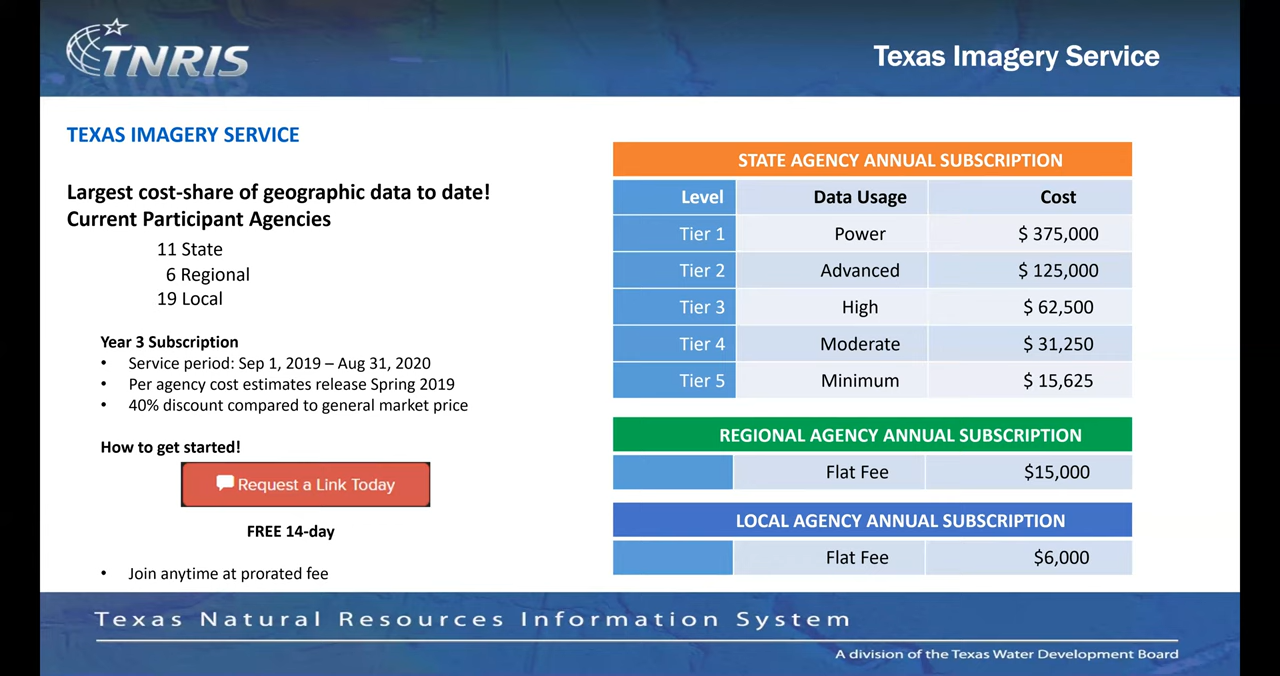 TNRIS
Texas Imagery Service
TEXAS IMAGERY SERVICE
Largest cost-share of geographic data to date!
Current Participant Agencies
11 State
6 Regional
19 Local
Year 3 Subscription
• Service period: Sep 1, 2019 – Aug 31, 2020
• Per agency cost estimates release Spring 2019
• 40% discount compared to general market price
How to get started!
Request a Link Today
FREE 14-day
• Join anytime at prorated fee
STATE AGENCY ANNUAL SUBSCRIPTION
Level Data Usage Cost
Tier 1 Power $ 375,000
Tier 2 Advanced $ 125,000
Tier 3 High $ 62,500
Tier 4 Moderate $ 31,250
Tier 5 Minimum $ 15,625
REGIONAL AGENCY ANNUAL SUBSCRIPTION
Flat Fee $15,000
LOCAL AGENCY ANNUAL SUBSCRIPTION
Flat Fee $6,000
Texas Natural Resources Information System
A division of the Texas Water Development Board